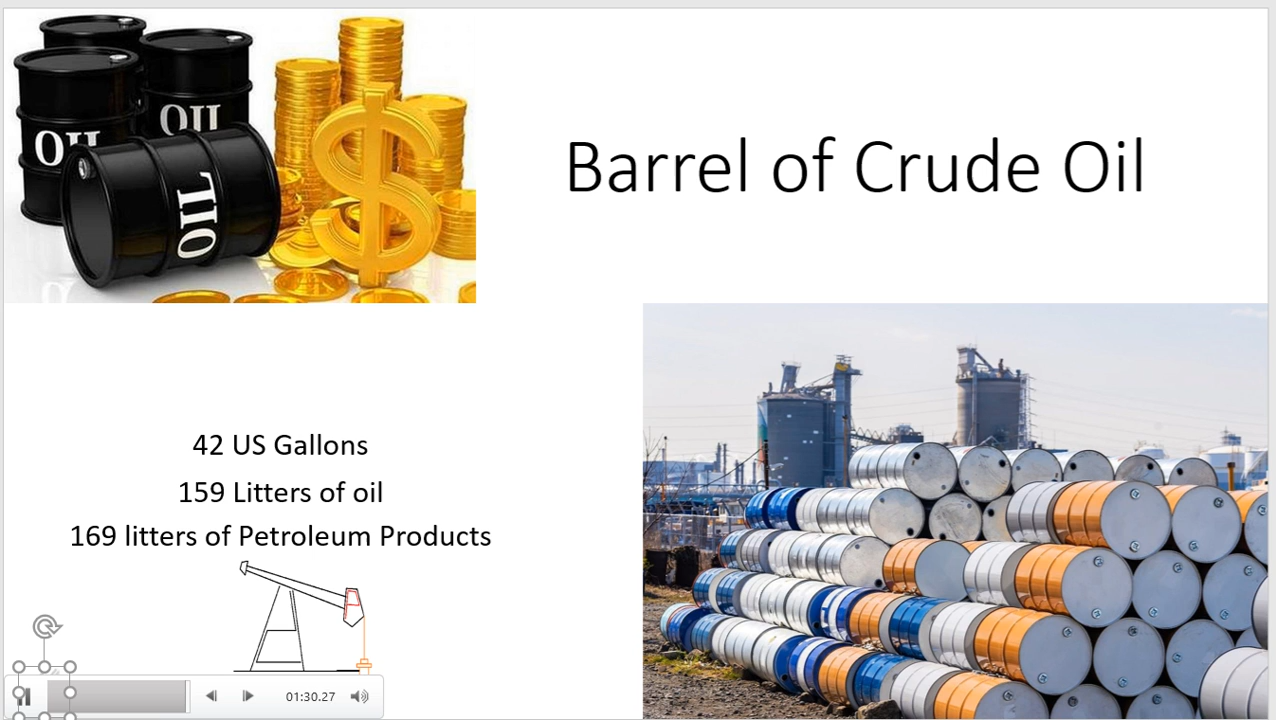 OIL
OIL
OIL
Barrel of Crude Oil
42 US Gallons
159 Litters of oil
169 litters of Petroleum Products
01:30.27